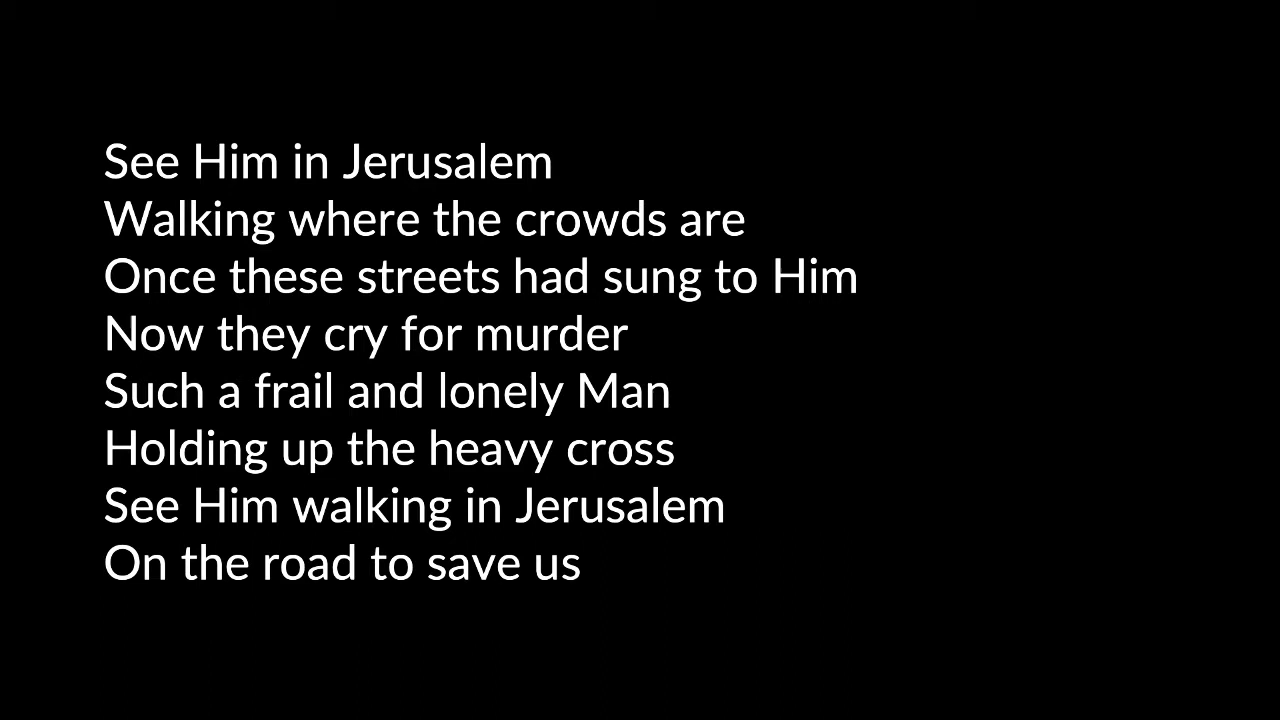 See Him in Jerusalem
Walking where the crowds are
Once these streets had sung to Him
Now they cry for murder
Such a frail and lonely Man
Holding up the heavy cross
See Him walking in Jerusalem
On the road to save us